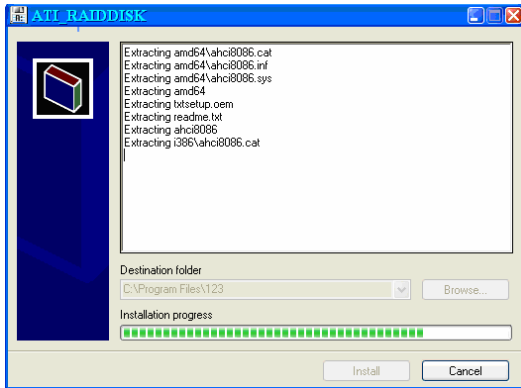 ATI_RAIDDISK
Extracting amd64\ahci8086.cat
Extracting amd64\ahci8086.inf
Extracting amd64\ahci8086.sys
Extracting amd64
Extracting txtsetup.oem
Extracting readme.txt
Extracting ahci8086
Extracting i386\ahci8086.cat
Destination folder
C:\Program Files\123
Browse...
Installation progress
Install
Cancel